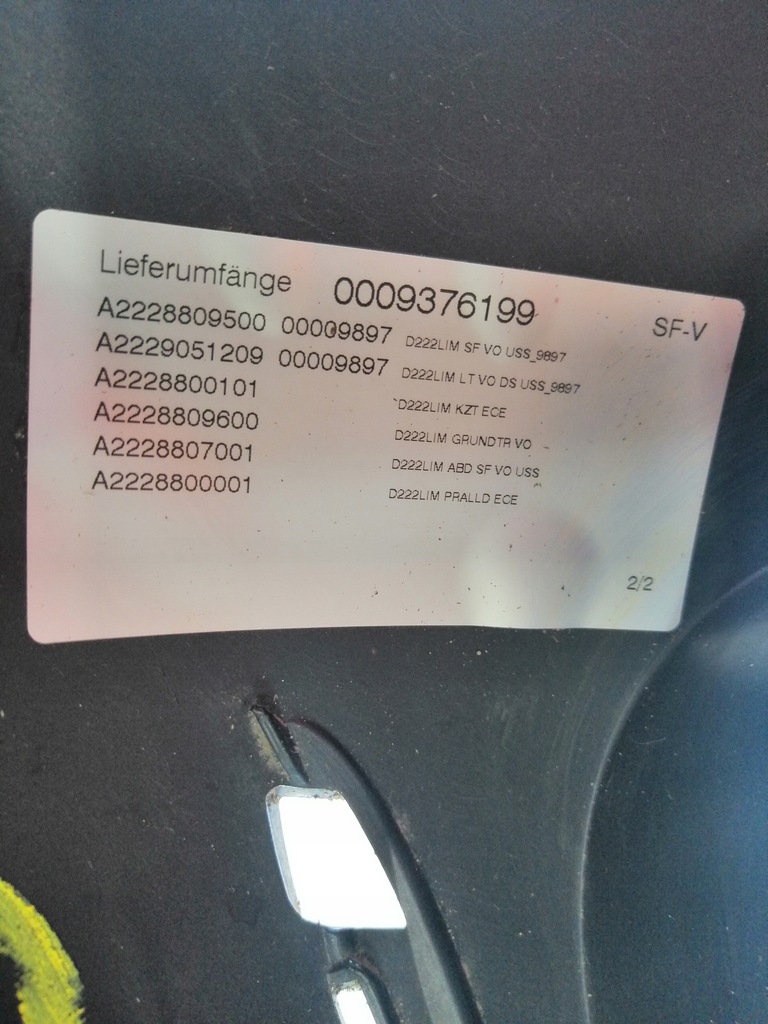 Lieferumfänge 0009376199 SF-V
A2228809500 00009897 D222LIM SF VO USS_9897
A2229051209 00009897 D222LIM LT VO DS USS_9897
A2228800101 D222LIM KZT ECE
A2228809600 D222LIM GRUNDTR VO
A2228807001 D222LIM ABD SF VO USS
A2228800001 D222LIM PRALLD ECE
2/2